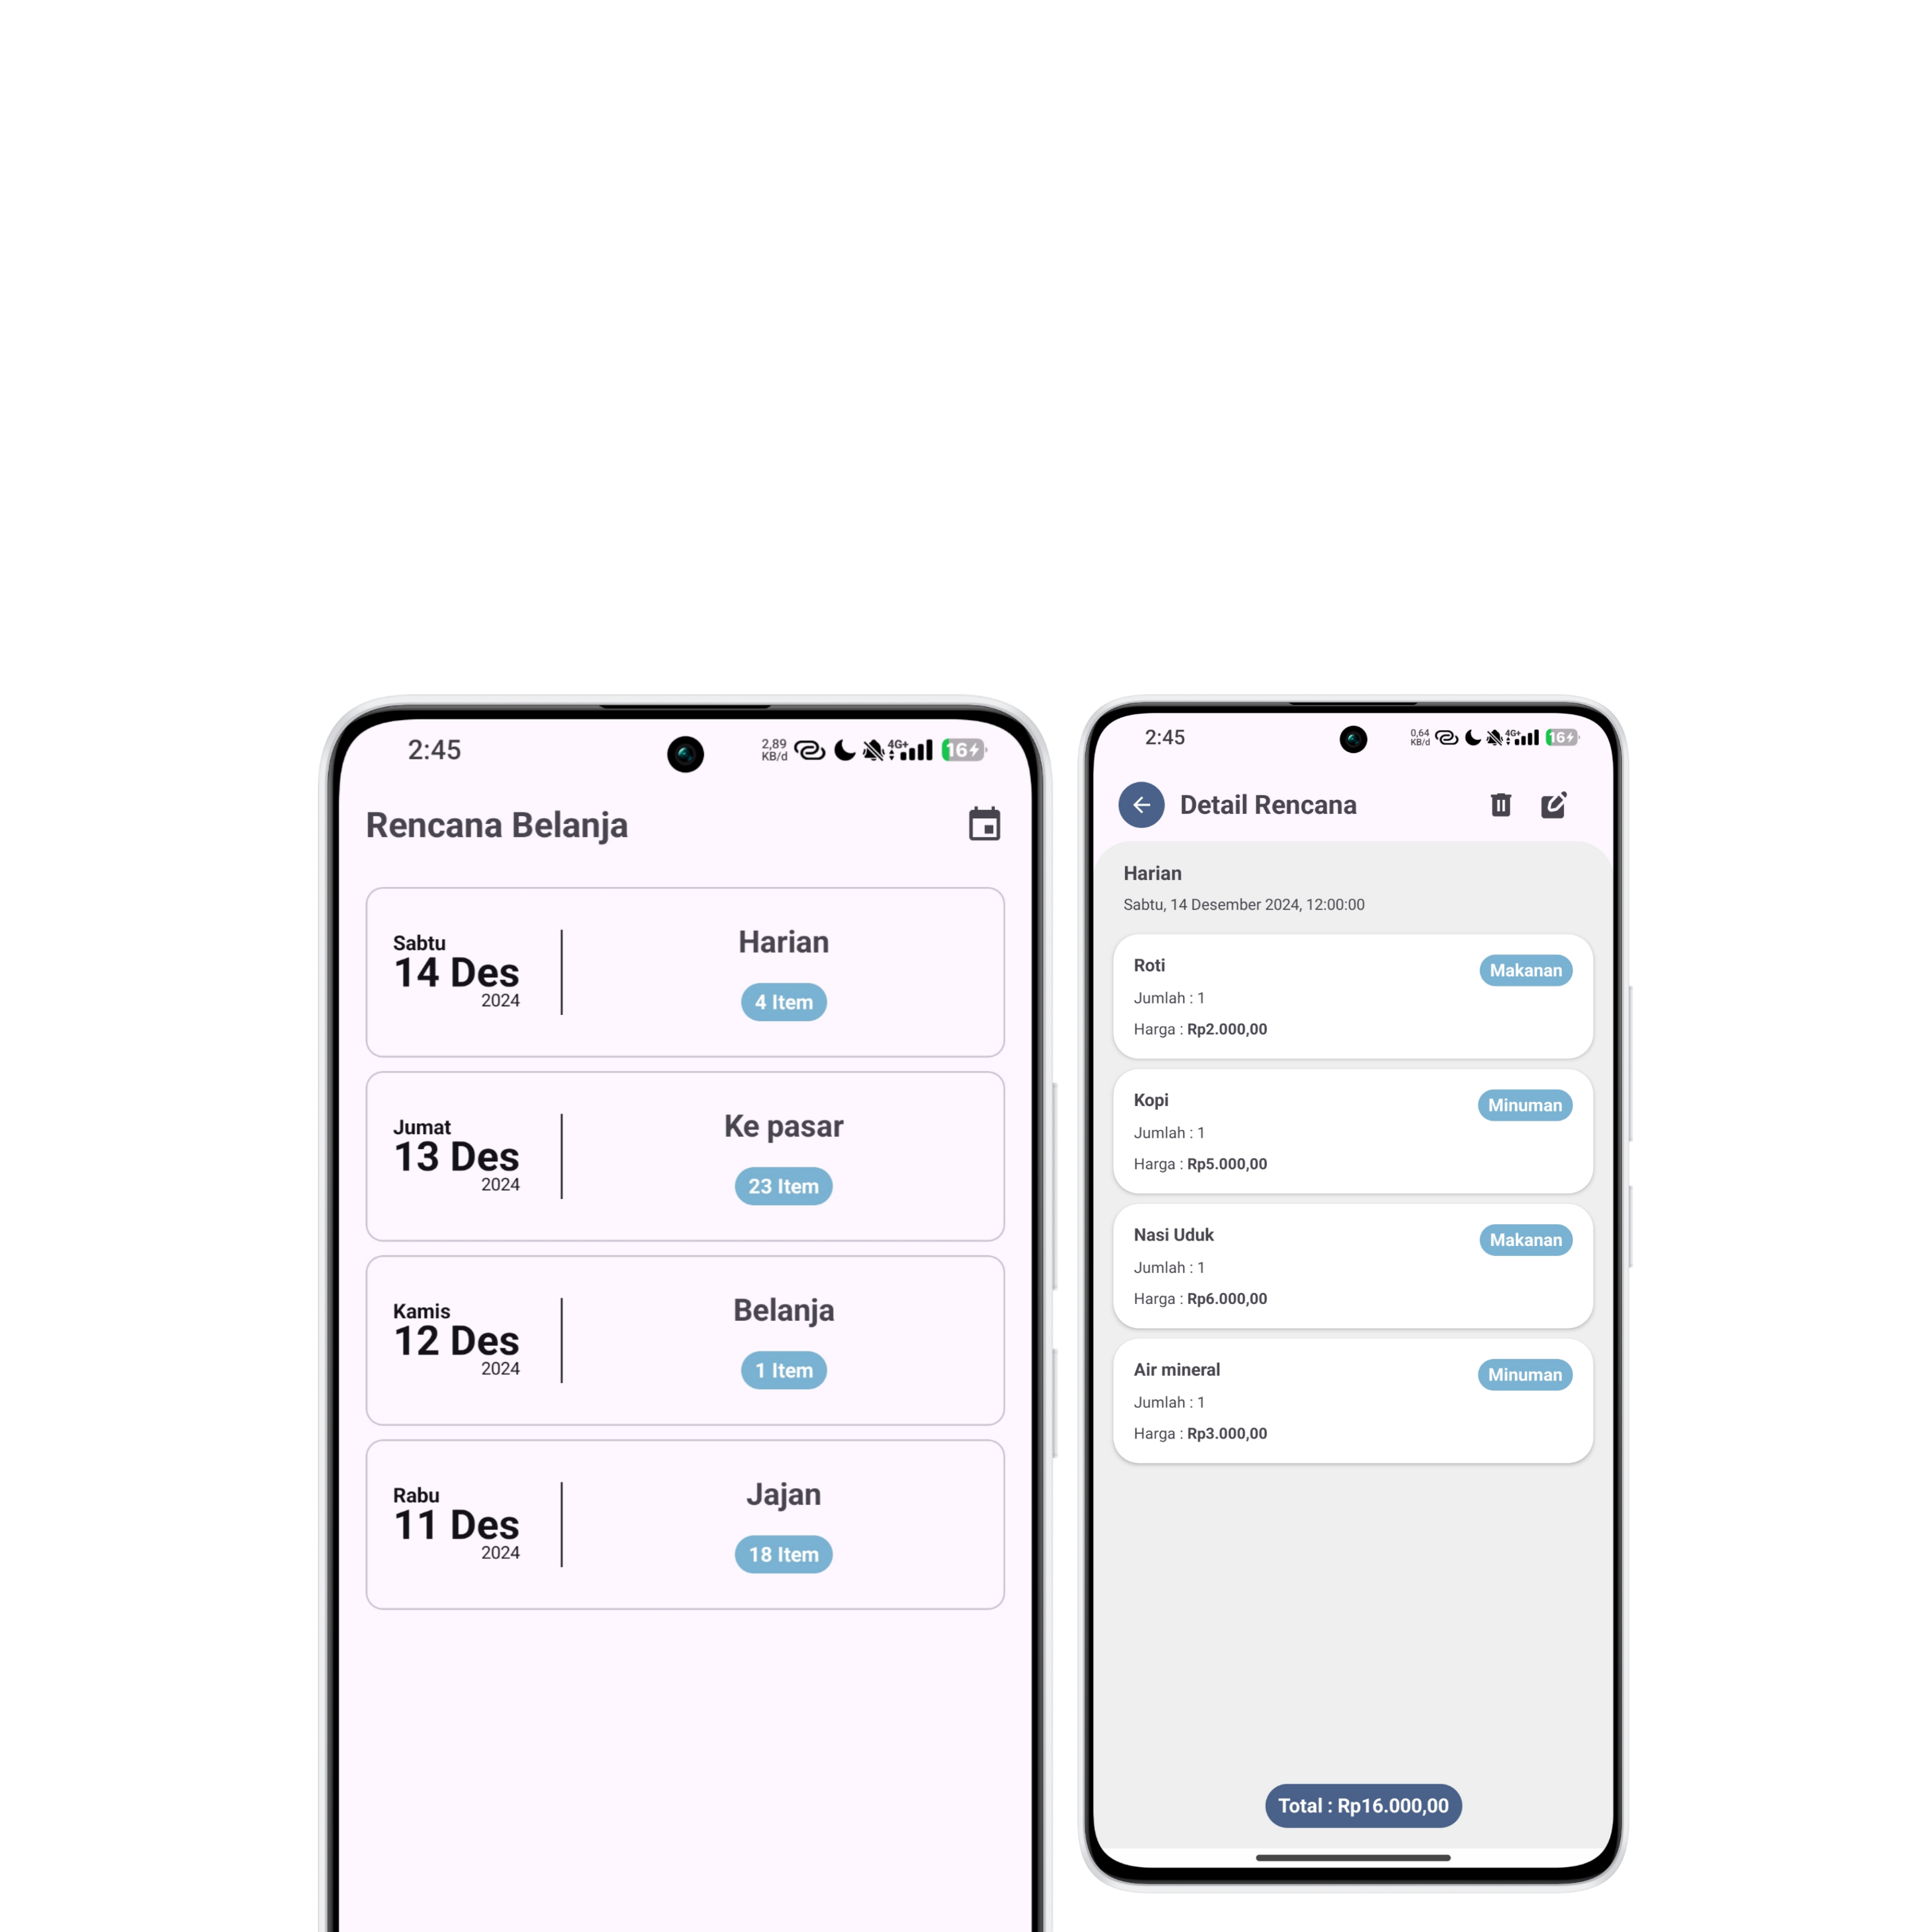 2:45
2,89
KB/d
4G+
16
Rencana Belanja
Sabtu
14 Des
2024
Harian
4 Item
Jumat
13 Des
2024
Ke pasar
23 Item
Kamis
12 Des
2024
Belanja
1 Item
Rabu
11 Des
2024
Jajan
18 Item
2:45
0,64
KB/d
4G+
16
Detail Rencana
Harian
Sabtu, 14 Desember 2024, 12:00:00
Roti
Makanan
Jumlah : 1
Harga : Rp2.000,00
Kopi
Minuman
Jumlah : 1
Harga : Rp5.000,00
Nasi Uduk
Makanan
Jumlah : 1
Harga : Rp6.000,00
Air mineral
Minuman
Jumlah : 1
Harga : Rp3.000,00
Total : Rp16.000,00